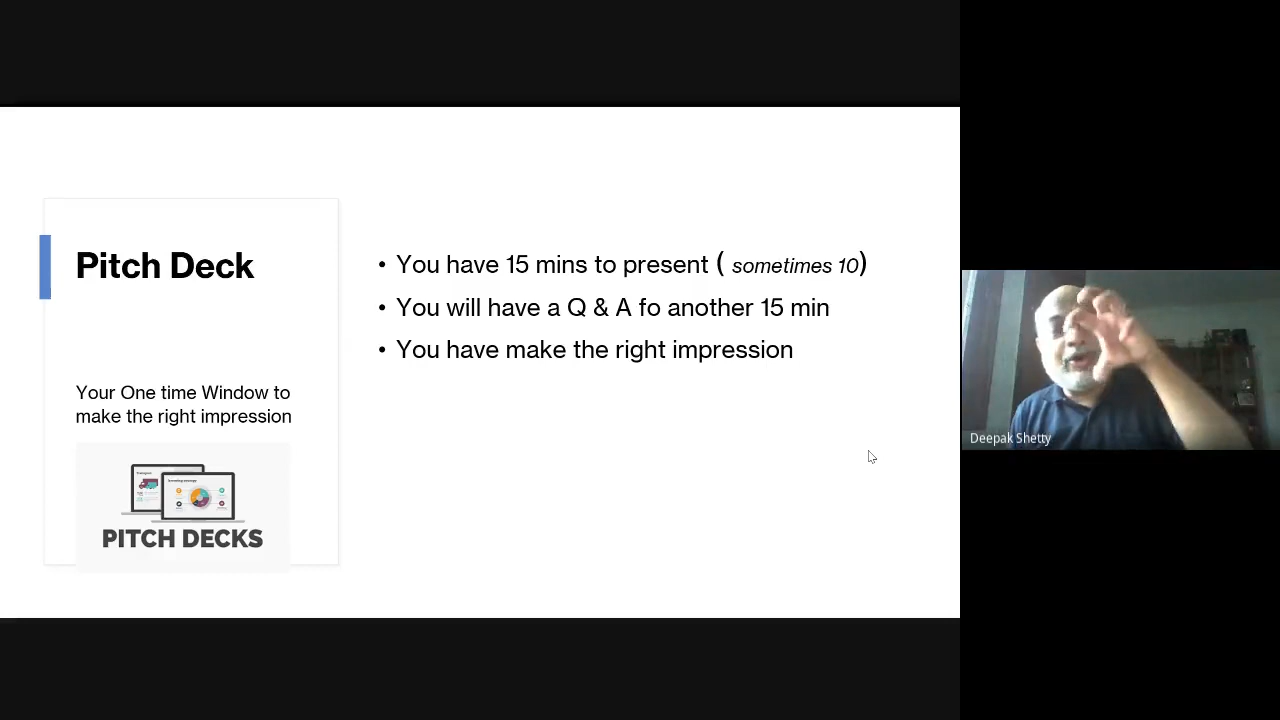 Pitch Deck
Your One time Window to
make the right impression
PITCH DECKS
• You have 15 mins to present ( sometimes 10)
• You will have a Q & A fo another 15 min
• You have make the right impression
Deepak Shetty